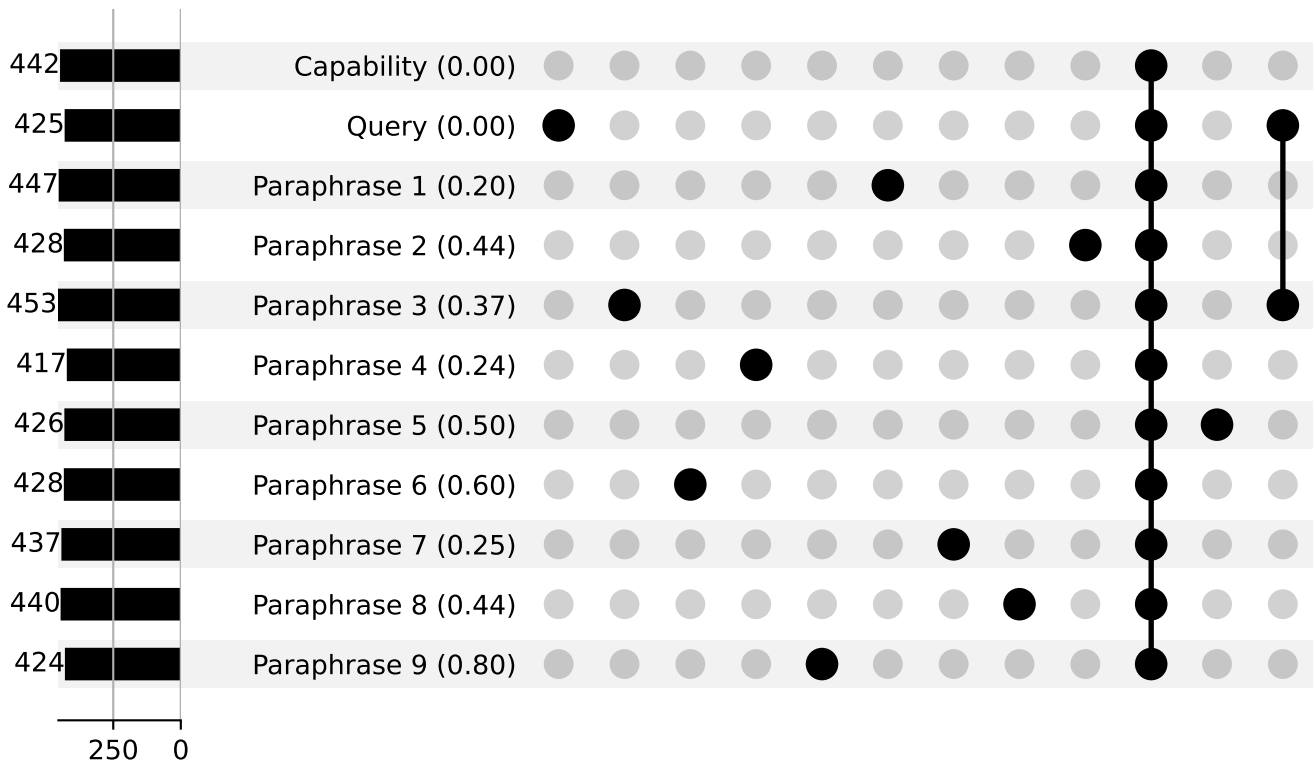 442 Capability (0.00)
425 Query (0.00)
447 Paraphrase 1 (0.20)
428 Paraphrase 2 (0.44)
453 Paraphrase 3 (0.37)
417 Paraphrase 4 (0.24)
426 Paraphrase 5 (0.50)
428 Paraphrase 6 (0.60)
437 Paraphrase 7 (0.25)
440 Paraphrase 8 (0.44)
424 Paraphrase 9 (0.80)
250 0